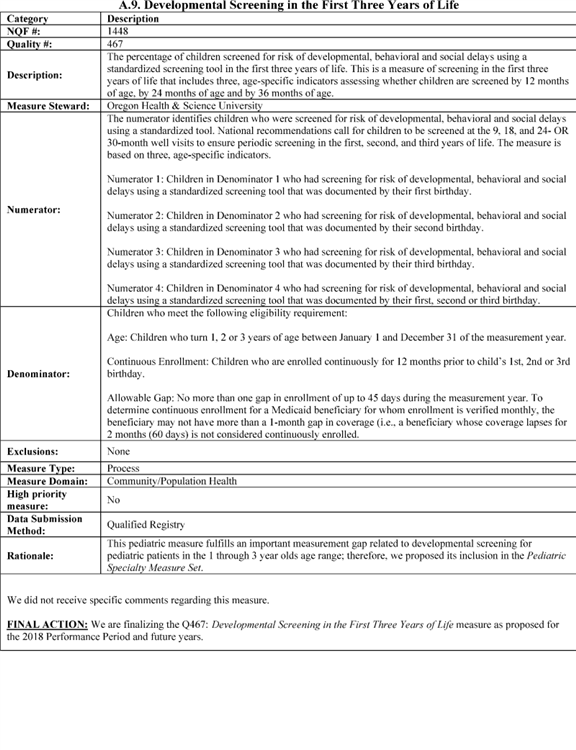 A.9. Developmental Screening in the First Three Years of Life
Category Description
NQF #: 1448
Quality #: 467
Description:
The percentage of children screened for risk of developmental, behavioral and social delays using a
standardized screening tool in the first three years of life. This is a measure of screening in the first three
years of life that includes three, age-specific indicators assessing whether children are screened by 12 months
of age, by 24 months of age and by 36 months of age.
Measure Steward: Oregon Health & Science University
Numerator:
The numerator identifies children who were screened for risk of developmental, behavioral and social delays
using a standardized tool. National recommendations call for children to be screened at the 9, 18, and 24- OR
30-month well visits to ensure periodic screening in the first, second, and third years of life. The measure is
based on three, age-specific indicators.
Numerator 1: Children in Denominator 1 who had screening for risk of developmental, behavioral and social
delays using a standardized screening tool that was documented by their first birthday.
Numerator 2: Children in Denominator 2 who had screening for risk of developmental, behavioral and social
delays using a standardized screening tool that was documented by their second birthday.
Numerator 3: Children in Denominator 3 who had screening for risk of developmental, behavioral and social
delays using a standardized screening tool that was documented by their third birthday.
Numerator 4: Children in Denominator 4 who had screening for risk of developmental, behavioral and social
delays using a standardized screening tool that was documented by their first, second or third birthday.
Denominator:
Children who meet the following eligibility requirement:
Age: Children who turn 1, 2 or 3 years of age between January 1 and December 31 of the measurement year.
Continuous Enrollment: Children who are enrolled continuously for 12 months prior to child's 1st, 2nd or 3rd
birthday.
Allowable Gap: No more than one gap in enrollment of up to 45 days during the measurement year. To
determine continuous enrollment for a Medicaid beneficiary for whom enrollment is verified monthly, the
beneficiary may not have more than a 1-month gap in coverage (i.e., a beneficiary whose coverage lapses for
2 months (60 days) is not considered continuously enrolled.
Exclusions: None
Measure Type: Process
Measure Domain: Community/Population Health
High priority
measure:
No
Data Submission
Method:
Qualified Registry
Rationale:
This pediatric measure fulfills an important measurement gap related to developmental screening for
pediatric patients in the 1 through 3 year olds age range; therefore, we proposed its inclusion in the Pediatric
Specialty Measure Set.
We did not receive specific comments regarding this measure.
FINAL ACTION: We are finalizing the Q467: Developmental Screening in the First Three Years of Life measure as proposed for
the 2018 Performance Period and future years.